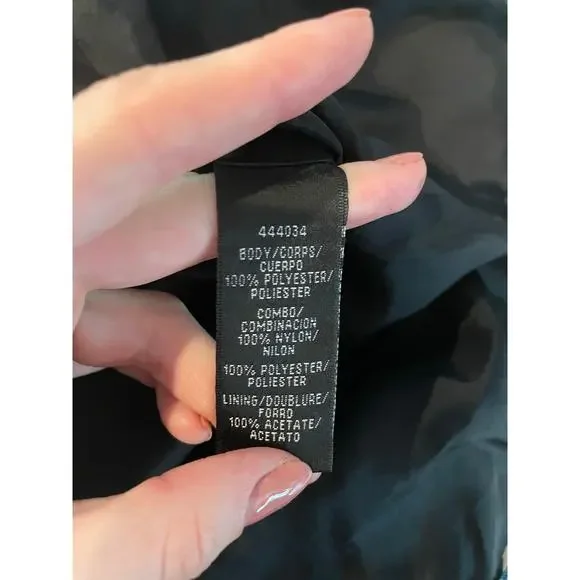 444034
BODY/CORPS/
CUERPO
100% POLYESTER/
POLIESTER
COMBO/
COMBINACION
100% NYLON/
NILON
100% POLYESTER/
POLIESTER
LINING/DOUBLURE/
FORRO
100% ACETATE/
ACETATO